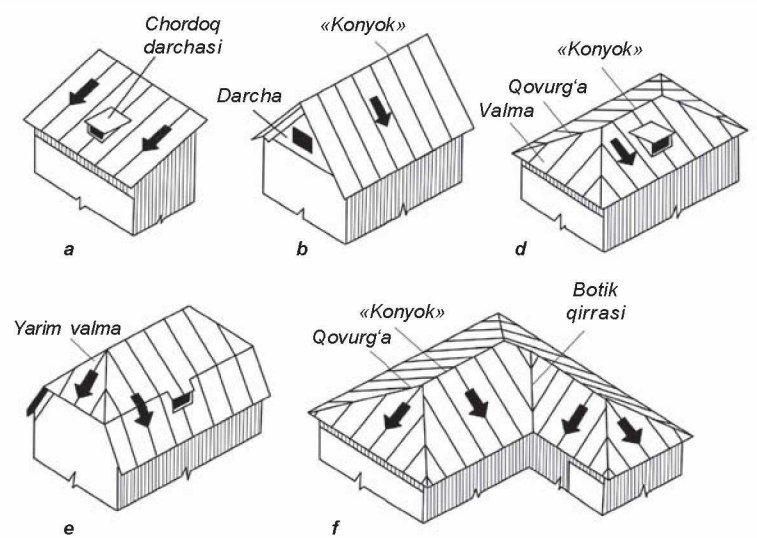 Chordoq
darchasi
a
«Konyok»
Darcha
b
«Konyok»
Qovurg‘a
Valma
d
Yarim valma
e
«Konyok»
Qovurg‘a
Botik
qirrasi
f